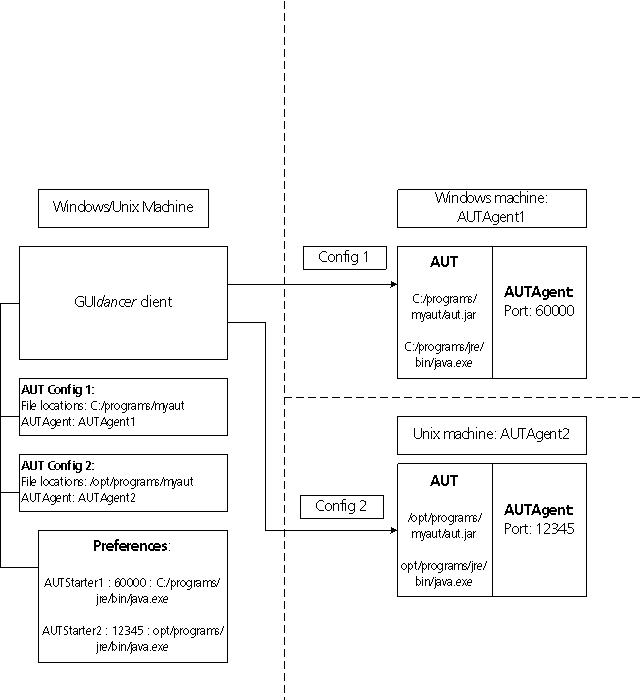 Windows/Unix Machine
GUIdancer client
AUT Config 1:
File locations: C:/programs/myaut
AUTAgent: AUTAgent1
AUT Config 2:
File locations: /opt/programs/myaut
AUTAgent: AUTAgent2
Preferences:
AUTStarter1 : 60000 : C:/programs/
jre/bin/java.exe
AUTStarter2 : 12345 : opt/programs/
jre/bin/java.exe
Config 1
Config 2
Windows machine:
AUTAgent1
AUT
C:/programs/
myaut/aut.jar
C:/programs/jre/
bin/java.exe
AUTAgent:
Port: 60000
Unix machine: AUTAgent2
AUT
/opt/programs/
myaut/aut.jar
opt/programs/jre/
bin/java.exe
AUTAgent:
Port: 12345